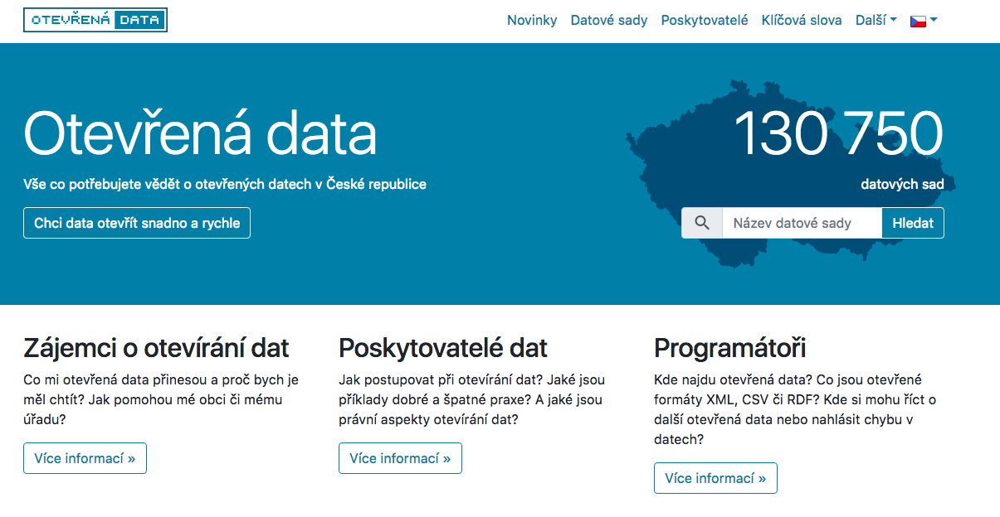 OTEVŘENÁ DATA
Novinky Datové sady Poskytovatelé Klíčová slova Další
Otevřená data
Vše co potřebujete vědět o otevřených datech v České republice
Chci data otevřít snadno a rychle
130 750
datových sad
Název datové sady Hledat
Zájemci o otevírání dat
Co mi otevřená data přinesou a proč bych je
měl chtít? Jak pomohou mé obci či mému
úřadu?
Více informací »
Poskytovatelé dat
Jak postupovat při otevírání dat? Jaké jsou
příklady dobré a špatné praxe? A jaké jsou
právní aspekty otevírání dat?
Více informací »
Programátoři
Kde najdu otevřená data? Co jsou otevřené
formáty XML, CSV či RDF? Kde si mohu říct o
další otevřená data nebo nahlásit chybu v
datech?
Více informací »